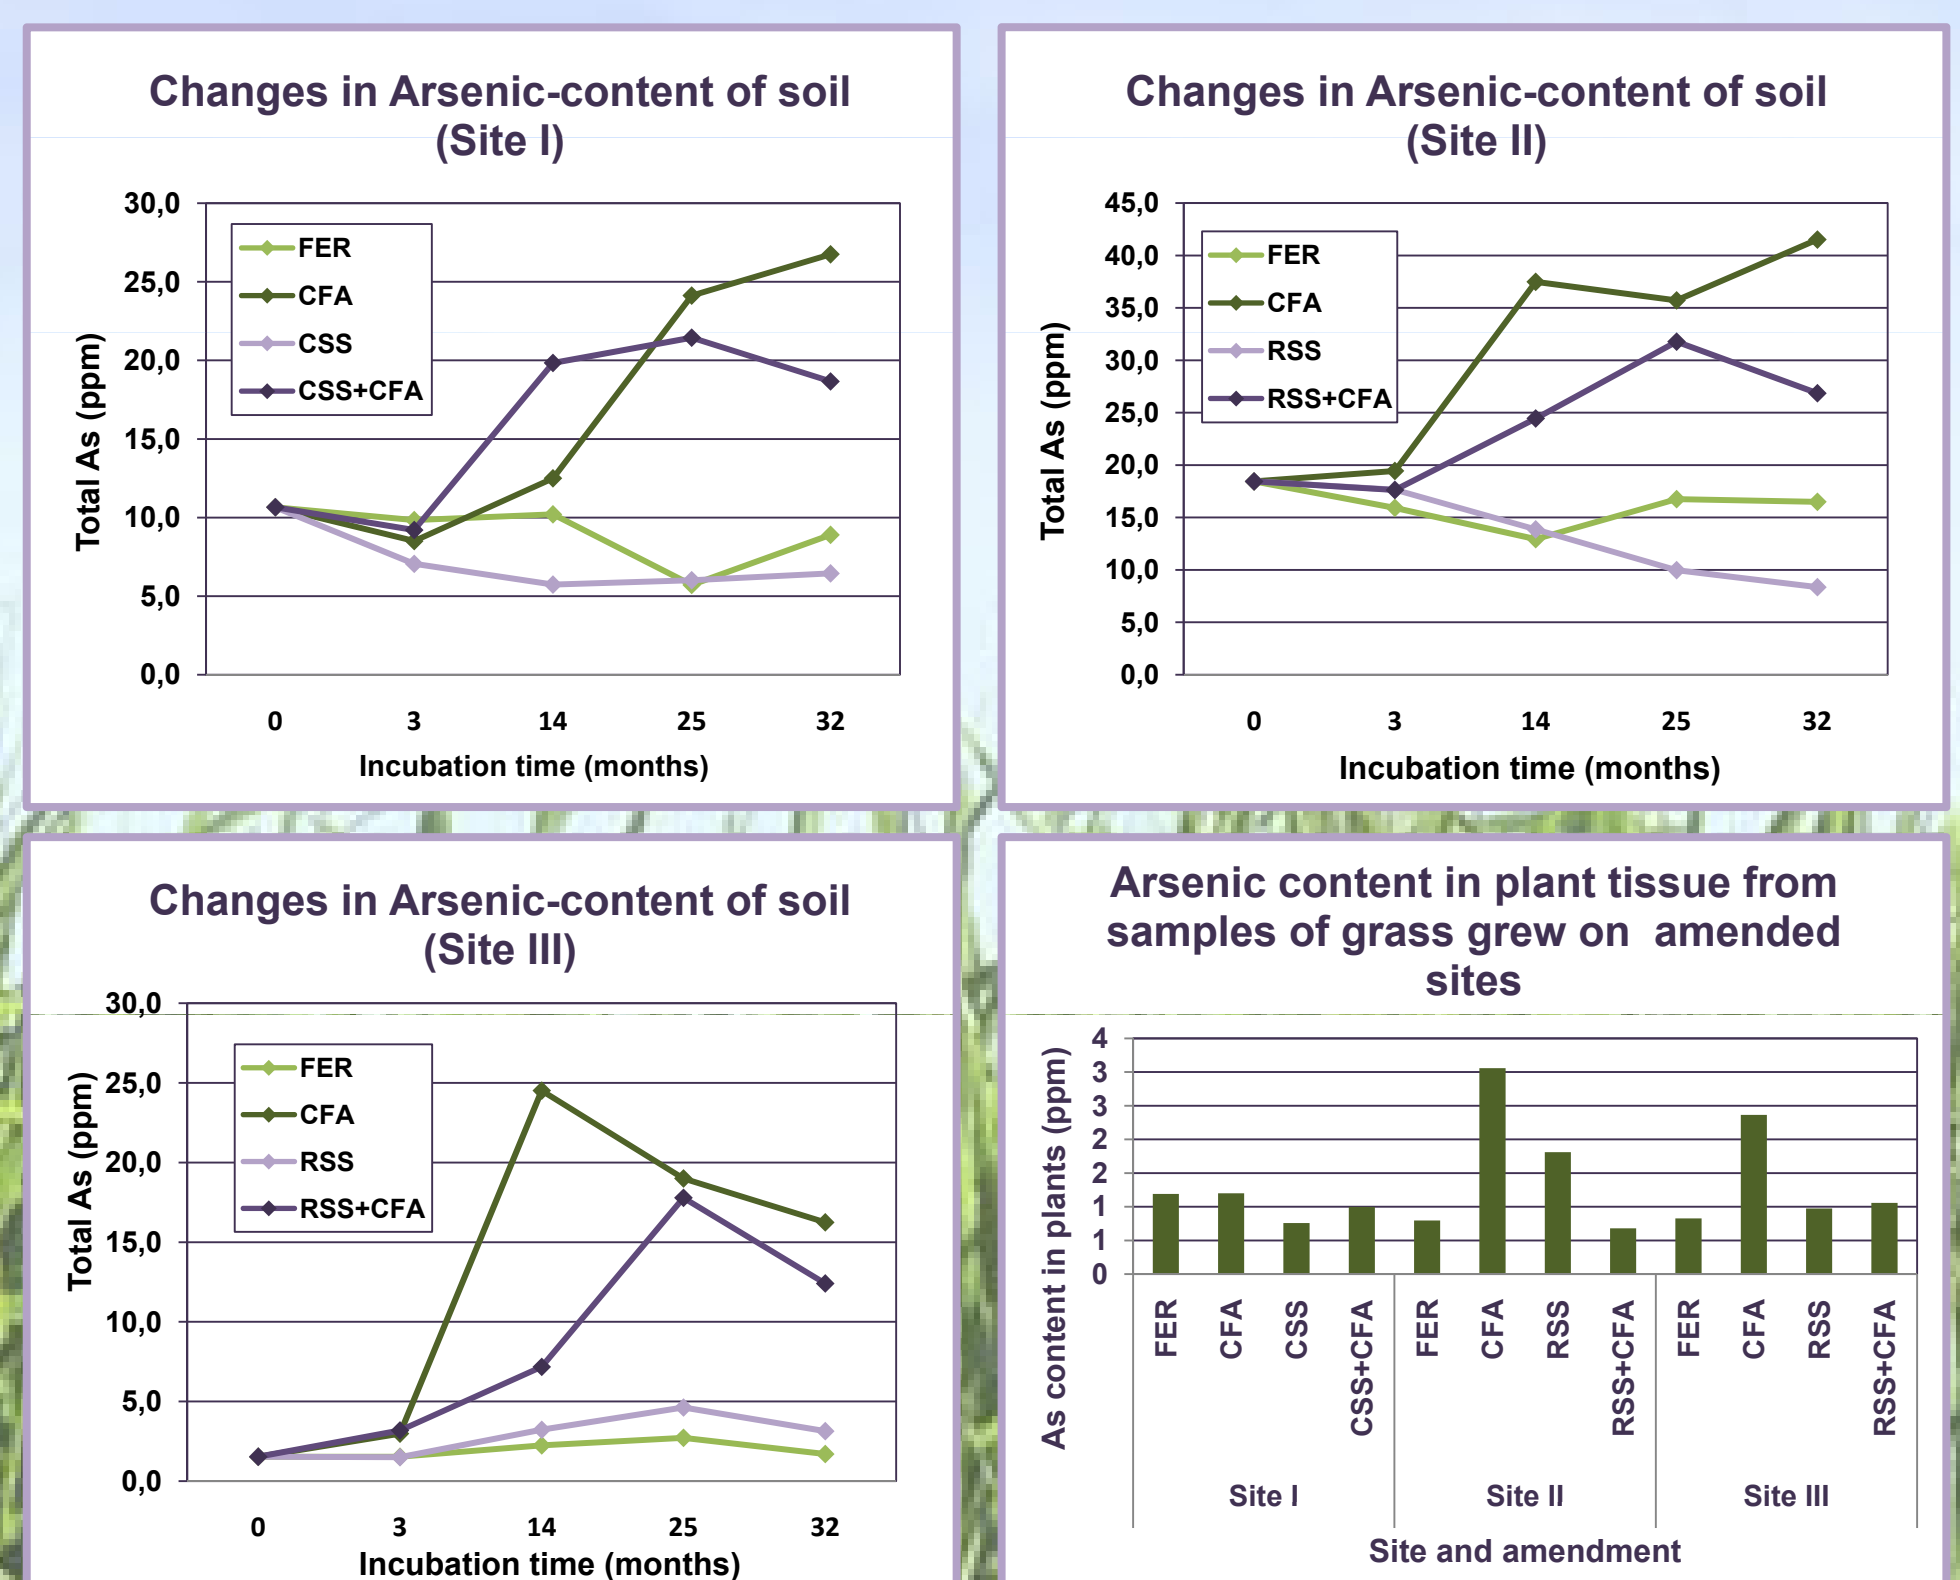 Changes in Arsenic-content of soil
(Site I)
30,0
25,0
20,0
15,0
10,0
5,0
0,0
Total As (ppm)
FER
CFA
CSS
CSS+CFA
0 3 14 25 32
Incubation time (months)
Changes in Arsenic-content of soil
(Site II)
45,0
40,0
35,0
30,0
25,0
20,0
15,0
10,0
5,0
0,0
Total As (ppm)
FER
CFA
RSS
RSS+CFA
0 3 14 25 32
Incubation time (months)
Changes in Arsenic-content of soil
(Site III)
30,0
25,0
20,0
15,0
10,0
5,0
0,0
Total As (ppm)
FER
CFA
RSS
RSS+CFA
0 3 14 25 32
Incubation time (months)
Arsenic content in plant tissue from
samples of grass grew on  amended
sites
4
3
3
2
2
1
1
0
As content in plants (ppm)
FER CFA CSS CSS+CFA FER CFA RSS RSS+CFA FER CFA RSS RSS+CFA
Site I Site II Site III
Site and amendment